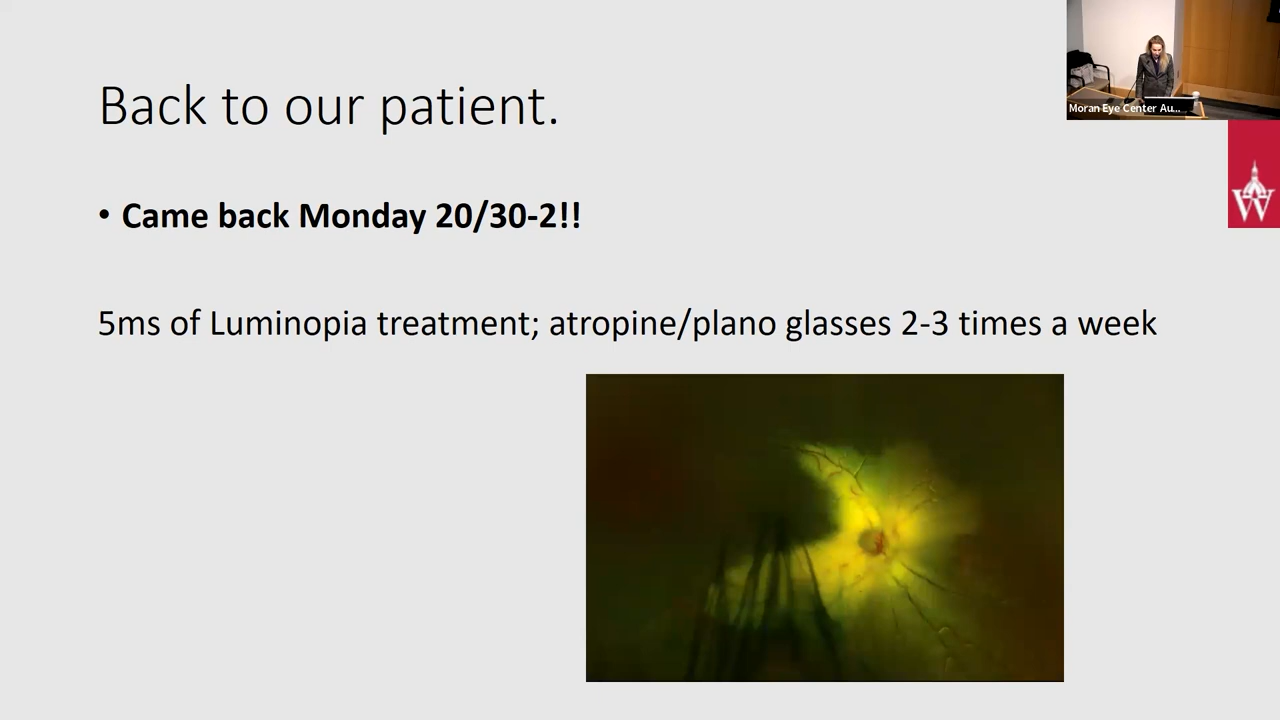 Moran Eye Center Au...
Back to our patient.
• Came back Monday 20/30-2!!
5ms of Luminopia treatment; atropine/plano glasses 2-3 times a week
W